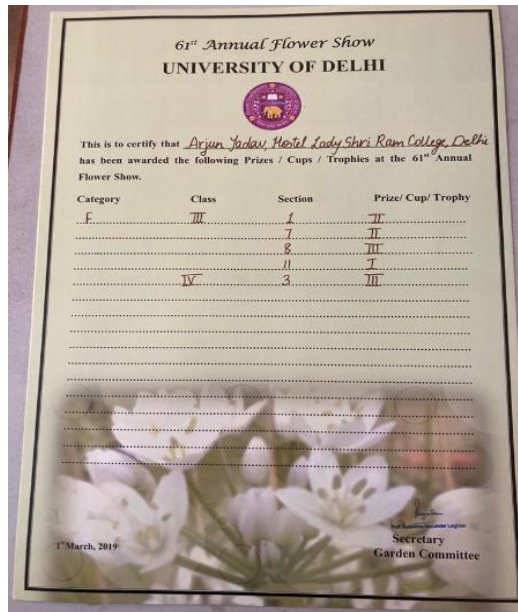 61st Annual Flower Show
UNIVERSITY OF DELHI
This is to certify that Arjun Yadav, Hostel Lady Shri Ram College, Delhi
has been awarded the following Prizes / Cups / Trophies at the 61st Annual
Flower Show.
Category Class Section Prize/ Cup/ Trophy
F III 1 II
7 II
8 III
11 I
IV 3 III
1st March, 2019
Secretary
Garden Committee